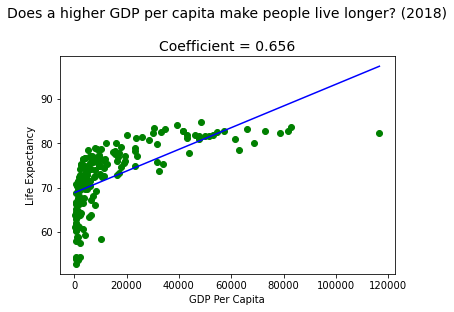 Does a higher GDP per capita make people live longer? (2018)
Coefficient = 0.656
90
80
70
60
Life Expectancy
0
20000
40000
60000
80000
100000
120000
GDP Per Capita